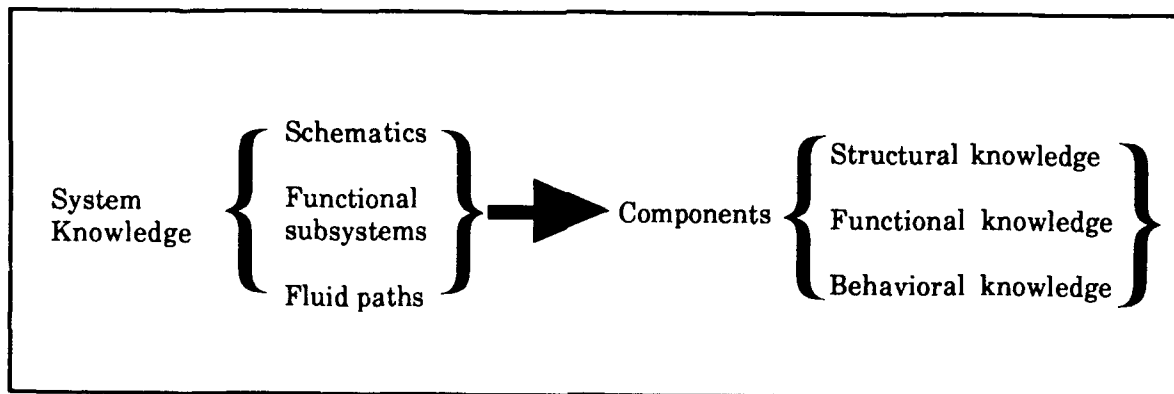 System
Knowledge
Schematics
Functional
subsystems
Fluid paths
Components
Structural knowledge
Functional knowledge
Behavioral knowledge